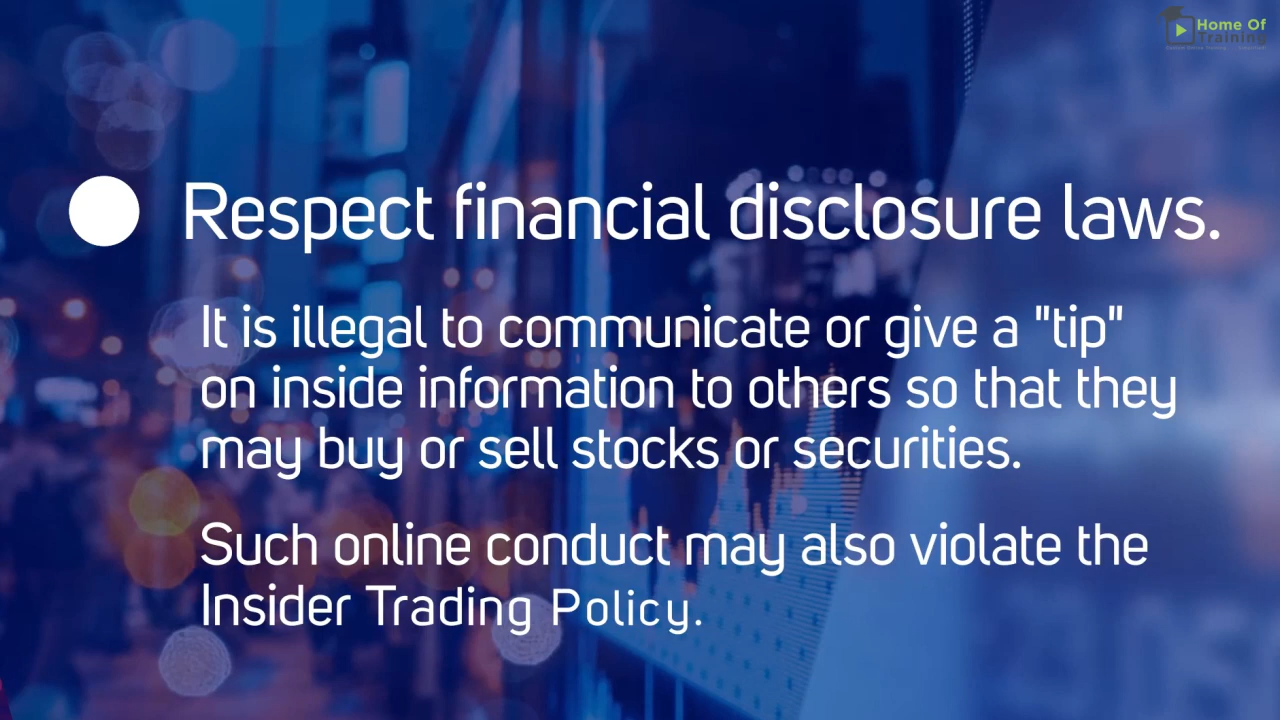 Home Of
Training
Respect financial disclosure laws.
It is illegal to communicate or give a "tip"
on inside information to others so that they
may buy or sell stocks or securities.
Such online conduct may also violate the
Insider Trading Policy.